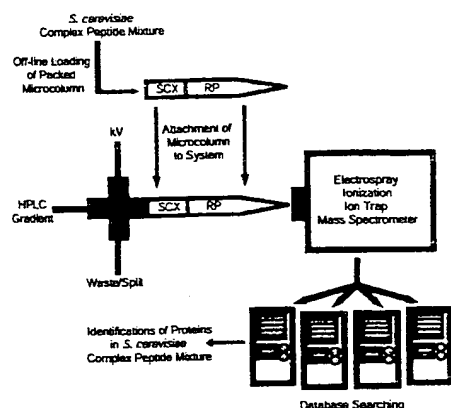 S. cerevisiae
Complex Peptide Mixture
Off-line Loading
of Packed
Microcolumn
SCX
RP
kV
Attachment of
Microcolumn
to System
HPLC
Gradient
SCX
RP
Electrospray
Ionization
Ion Trap
Mass Spectrometer
Waste/Split
Identifications of Proteins
in S. cerevisiae
Complex Peptide Mixture
Database Searching